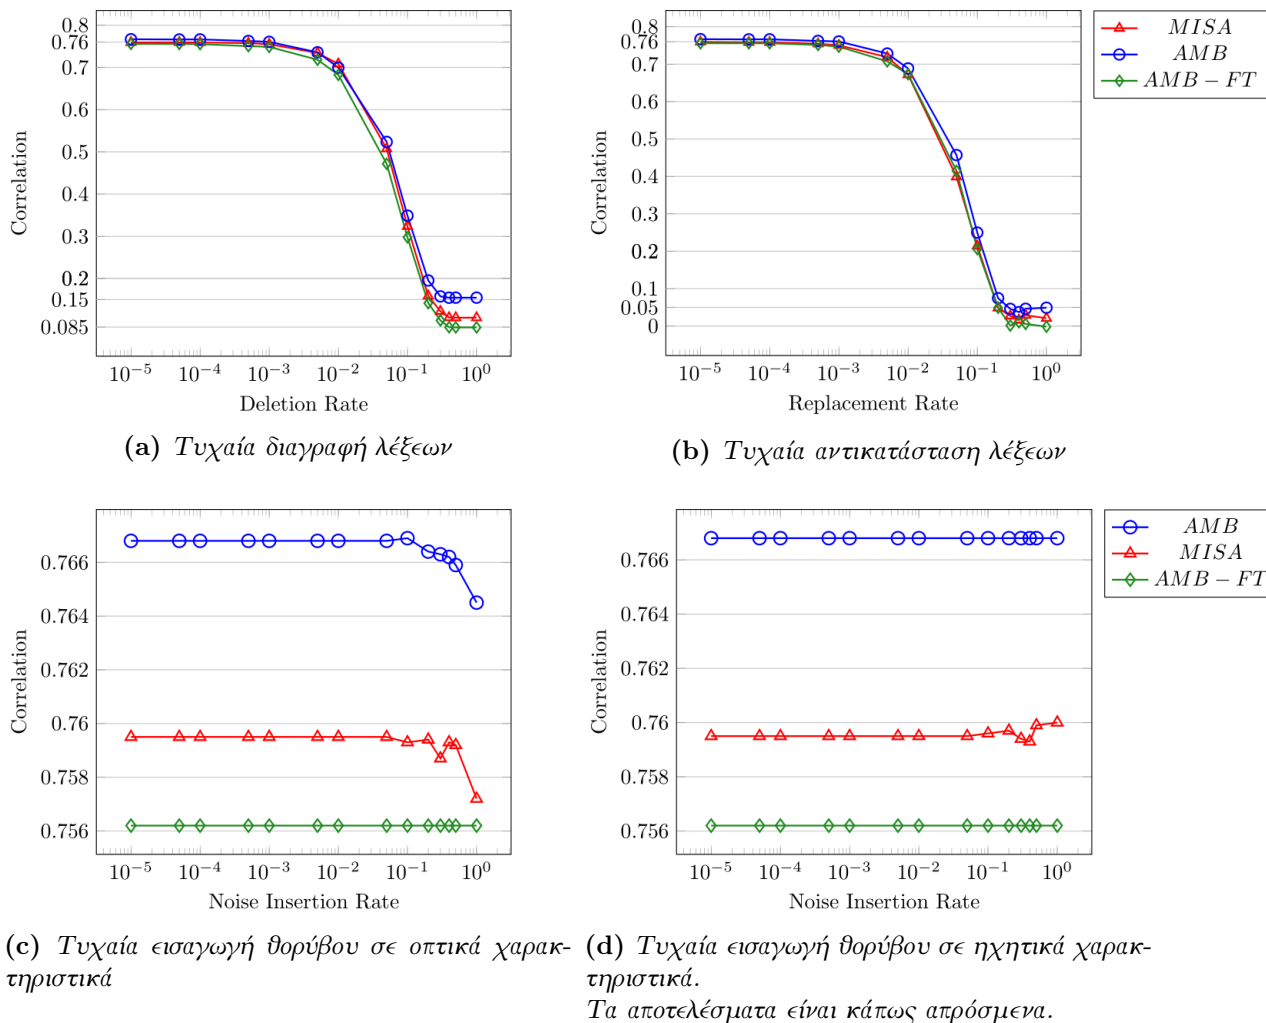 0.8
0.76
0.7
0.6
0.5
0.4
0.3
0.2
0.15
0.085
Correlation
10⁻⁵ 10⁻⁴ 10⁻³ 10⁻² 10⁻¹ 10⁰
Deletion Rate
(a) Τυχαία διαγραφή λέξεων
0.8
0.76
0.7
0.6
0.5
0.4
0.3
0.2
0.1
0.05
0
Correlation
10⁻⁵ 10⁻⁴ 10⁻³ 10⁻² 10⁻¹ 10⁰
Replacement Rate
(b) Τυχαία αντικατάσταση λέξεων
MISA
AMB
AMB − FT
0.766
0.764
0.762
0.76
0.758
0.756
Correlation
10⁻⁵ 10⁻⁴ 10⁻³ 10⁻² 10⁻¹ 10⁰
Noise Insertion Rate
(c) Τυχαία εισαγωγή θορύβου σε οπτικά χαρακ-
τηριστικά
0.766
0.764
0.762
0.76
0.758
0.756
Correlation
10⁻⁵ 10⁻⁴ 10⁻³ 10⁻² 10⁻¹ 10⁰
Noise Insertion Rate
(d) Τυχαία εισαγωγή θορύβου σε ηχητικά χαρακ-
τηριστικά.
Τα αποτελέσματα είναι κάπως απρόσμενα.
AMB
MISA
AMB − FT